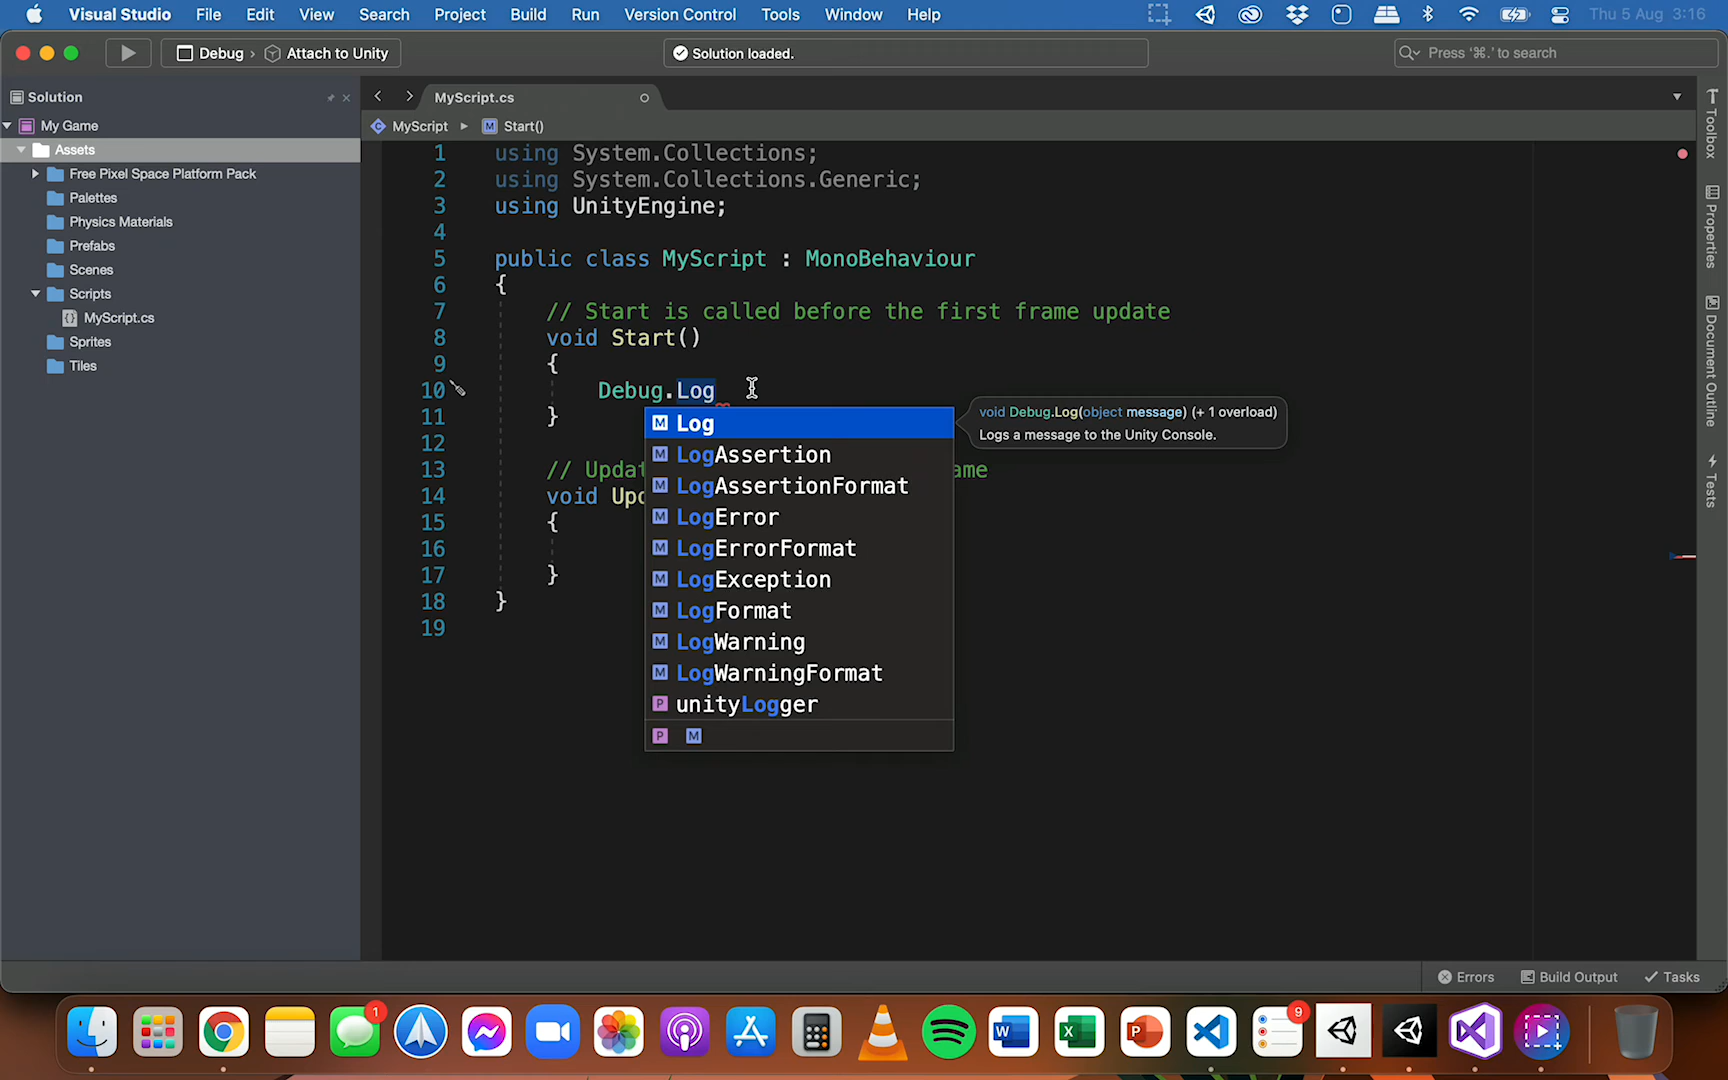 Visual Studio File Edit View Search Project Build Run Version Control Tools Window Help Thu 5 Aug 3:16
Debug › Attach to Unity
Solution loaded.
Press ‘⌘.’ to search
Solution
My Game
Assets
Free Pixel Space Platform Pack
Palettes
Physics Materials
Prefabs
Scenes
Scripts
MyScript.cs
Sprites
Tiles
MyScript.cs
MyScript ▸ M Start()
1 using System.Collections;
2 using System.Collections.Generic;
3 using UnityEngine;
4
5 public class MyScript : MonoBehaviour
6 {
7 // Start is called before the first frame update
8 void Start()
9 {
10 Debug.Log
11 }
12
13 // Updat
ame
14 void Upd
15 {
16
17 }
18 }
19
M Log
M LogAssertion
M LogAssertionFormat
M LogError
M LogErrorFormat
M LogException
M LogFormat
M LogWarning
M LogWarningFormat
P unityLogger
P M
void Debug.Log(object message) (+ 1 overload)
Logs a message to the Unity Console.
Toolbox
Properties
Document Outline
Tests
Errors Build Output Tasks
1
9
W
X
P